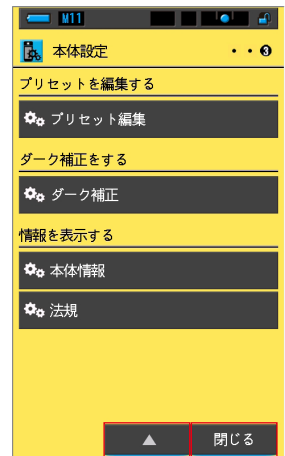 M11
本体設定 ・・❸
プリセットを編集する
プリセット編集
ダーク補正をする
ダーク補正
情報を表示する
本体情報
法規
▲ 閉じる